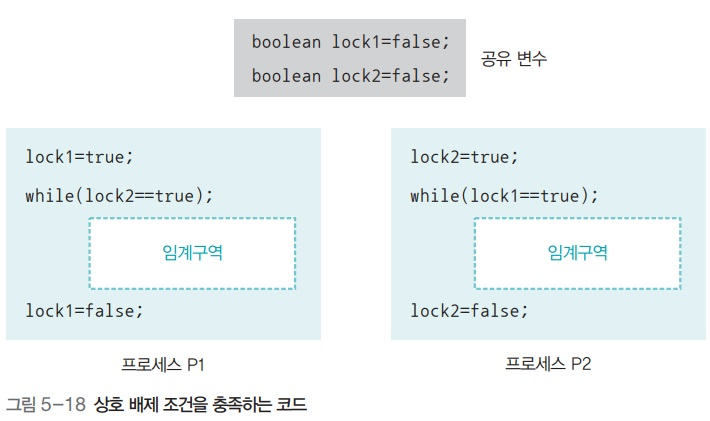 boolean lock1=false;
boolean lock2=false;
공유 변수
lock1=true;
while(lock2==true);
임계구역
lock1=false;
프로세스 P1
lock2=true;
while(lock1==true);
임계구역
lock2=false;
프로세스 P2
그림 5-18 상호 배제 조건을 충족하는 코드